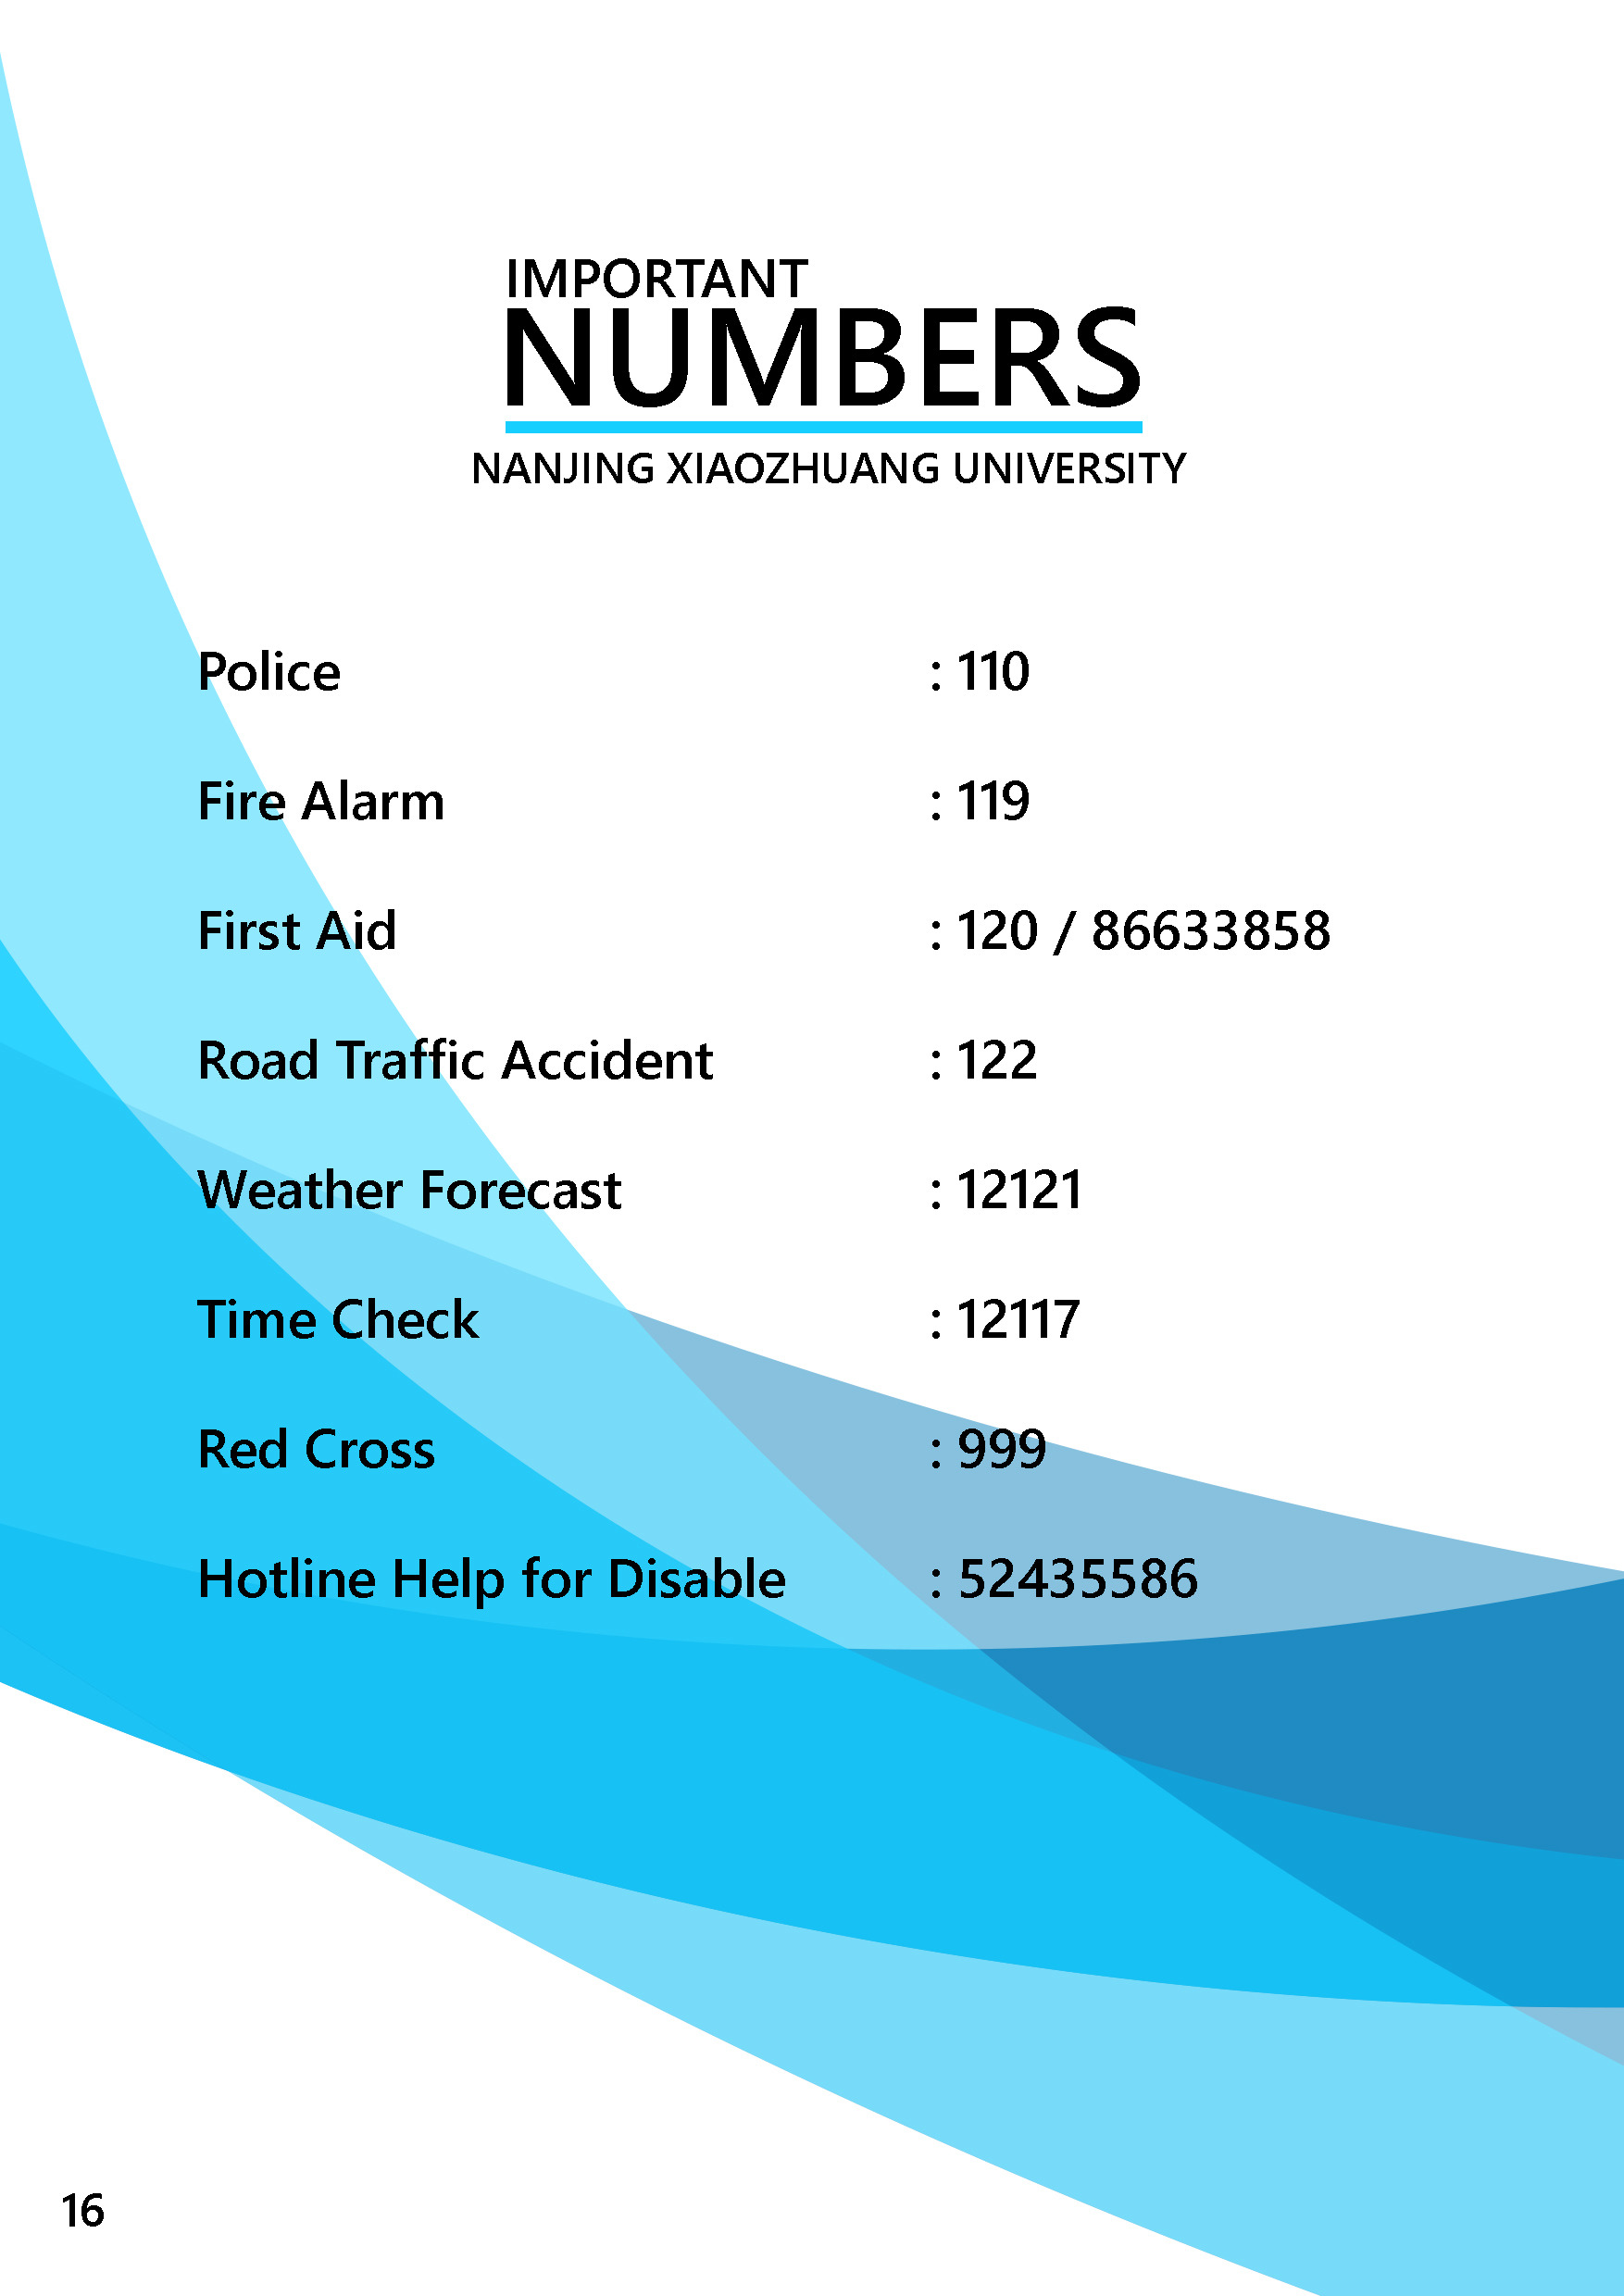 IMPORTANT
NUMBERS
NANJING XIAOZHUANG UNIVERSITY
Police : 110
Fire Alarm : 119
First Aid : 120 / 86633858
Road Traffic Accident : 122
Weather Forecast : 12121
Time Check : 12117
Red Cross : 999
Hotline Help for Disable : 52435586
16